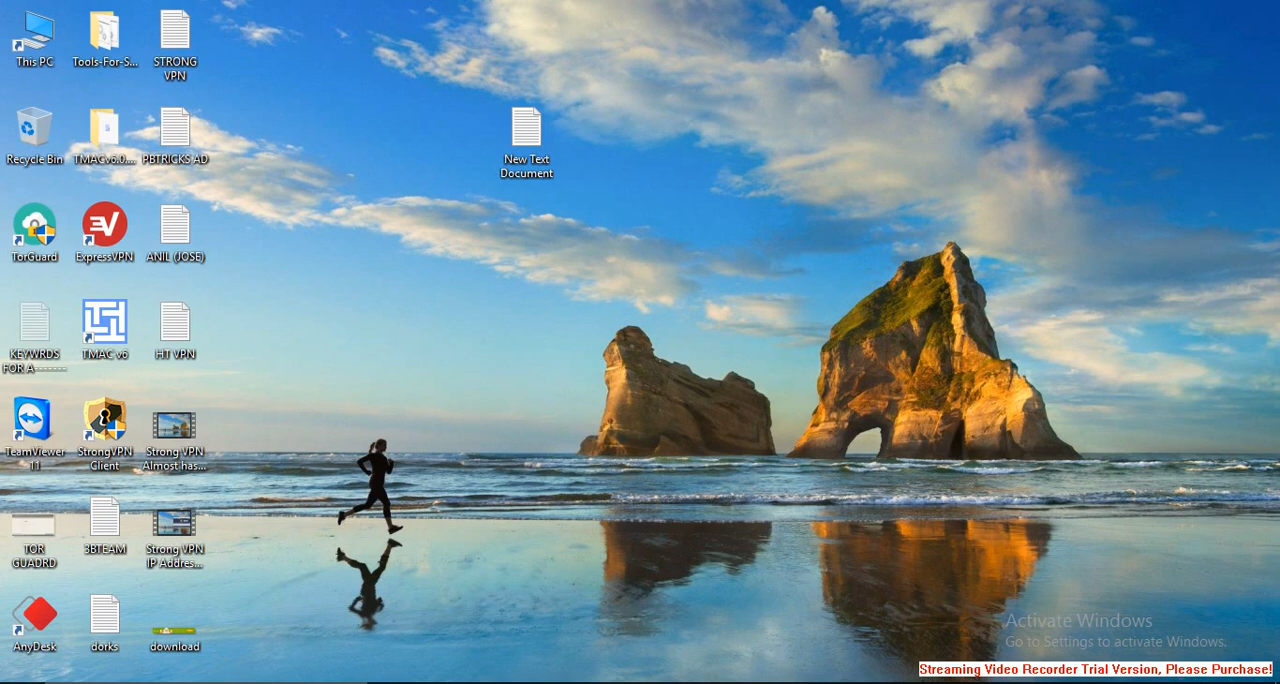 This PC
Tools-For-S...
STRONG
VPN
Recycle Bin
TMACv6.0....
PBTRICKS AD
New Text
Document
TorGuard
ExpressVPN
ANIL (JOSE)
KEYWRDS
FOR A--------
TMAC v6
HT VPN
TeamViewer
11
StrongVPN
Client
Strong VPN
Almost has...
TOR
GUADRD
3BTEAM
Strong VPN
IP Addres...
AnyDesk
dorks
download
Activate Windows
Go to Settings to activate Windows.
Streaming Video Recorder Trial Version, Please Purchase!